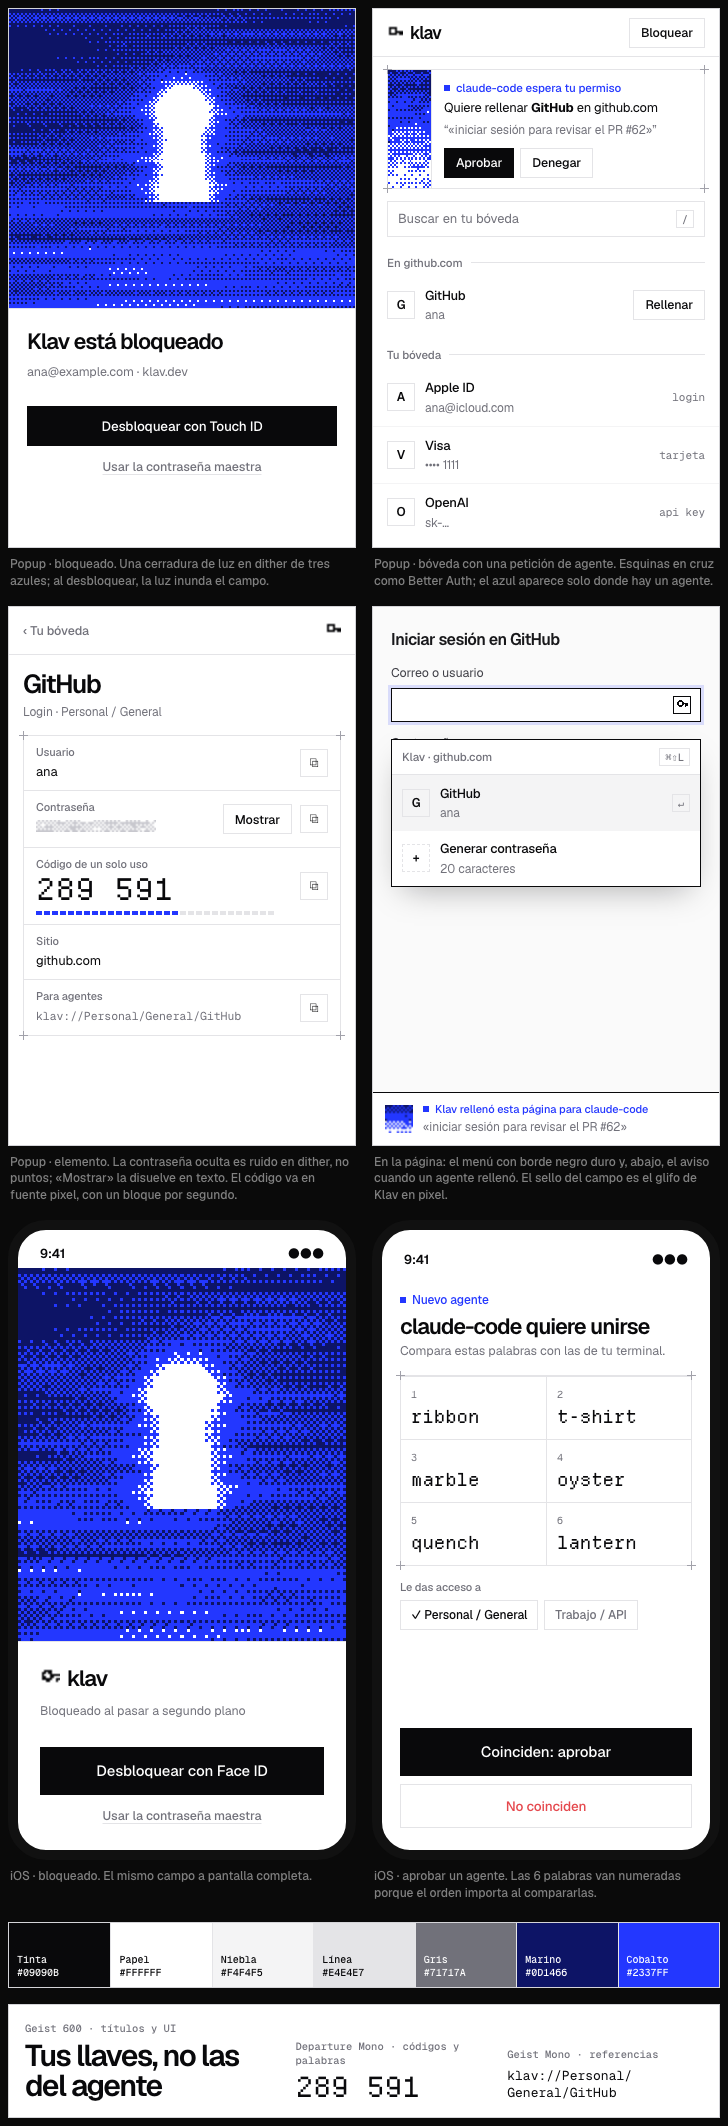 klav
Bloquear
claude-code espera tu permiso
Quiere rellenar GitHub en github.com
“«iniciar sesión para revisar el PR #62»”
Aprobar
Denegar
Buscar en tu bóveda
/
En github.com
G
GitHub
ana
Rellenar
Tu bóveda
A
Apple ID
ana@icloud.com
login
V
Visa
•••• 1111
tarjeta
O
OpenAI
sk-…
api key
Klav está bloqueado
ana@example.com · klav.dev
Desbloquear con Touch ID
Usar la contraseña maestra
Popup · bloqueado. Una cerradura de luz en dither de tres
azules; al desbloquear, la luz inunda el campo.
Popup · bóveda con una petición de agente. Esquinas en cruz
como Better Auth; el azul aparece solo donde hay un agente.
‹ Tu bóveda
GitHub
Login · Personal / General
Usuario
ana
Contraseña
Mostrar
Código de un solo uso
289 591
Sitio
github.com
Para agentes
klav://Personal/General/GitHub
Iniciar sesión en GitHub
Correo o usuario
Klav · github.com
⌘⇧L
G
GitHub
ana
↵
+
Generar contraseña
20 caracteres
Klav rellenó esta página para claude-code
«iniciar sesión para revisar el PR #62»
Popup · elemento. La contraseña oculta es ruido en dither, no
puntos; «Mostrar» la disuelve en texto. El código va en
fuente pixel, con un bloque por segundo.
En la página: el menú con borde negro duro y, abajo, el aviso
cuando un agente rellenó. El sello del campo es el glifo de
Klav en pixel.
9:41
klav
Bloqueado al pasar a segundo plano
Desbloquear con Face ID
Usar la contraseña maestra
9:41
Nuevo agente
claude-code quiere unirse
Compara estas palabras con las de tu terminal.
1
ribbon
2
t-shirt
3
marble
4
oyster
5
quench
6
lantern
Le das acceso a
✓ Personal / General
Trabajo / API
Coinciden: aprobar
No coinciden
iOS · bloqueado. El mismo campo a pantalla completa.
iOS · aprobar un agente. Las 6 palabras van numeradas
porque el orden importa al compararlas.
Tinta
#09090B
Papel
#FFFFFF
Niebla
#F4F4F5
Línea
#E4E4E7
Gris
#71717A
Marino
#0D1466
Cobalto
#2337FF
Geist 600 · títulos y UI
Tus llaves, no las
del agente
Departure Mono · códigos y
palabras
289 591
Geist Mono · referencias
klav://Personal/
General/GitHub